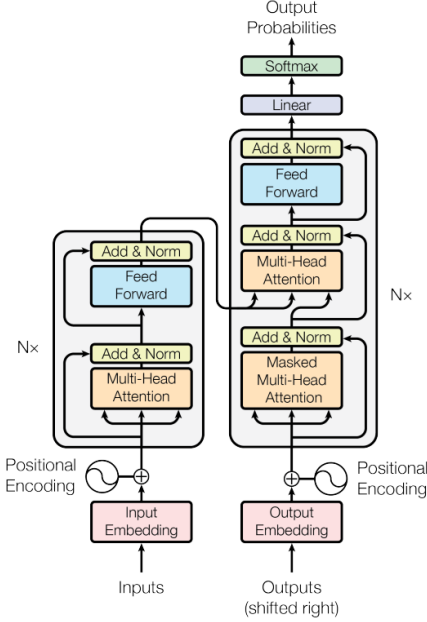 Output
Probabilities
Softmax
Linear
Add & Norm
Feed
Forward
Add & Norm
Multi-Head
Attention
Add & Norm
Masked
Multi-Head
Attention
N×
Add & Norm
Feed
Forward
N×
Add & Norm
Multi-Head
Attention
Positional
Encoding
Positional
Encoding
Input
Embedding
Output
Embedding
Inputs
Outputs
(shifted right)